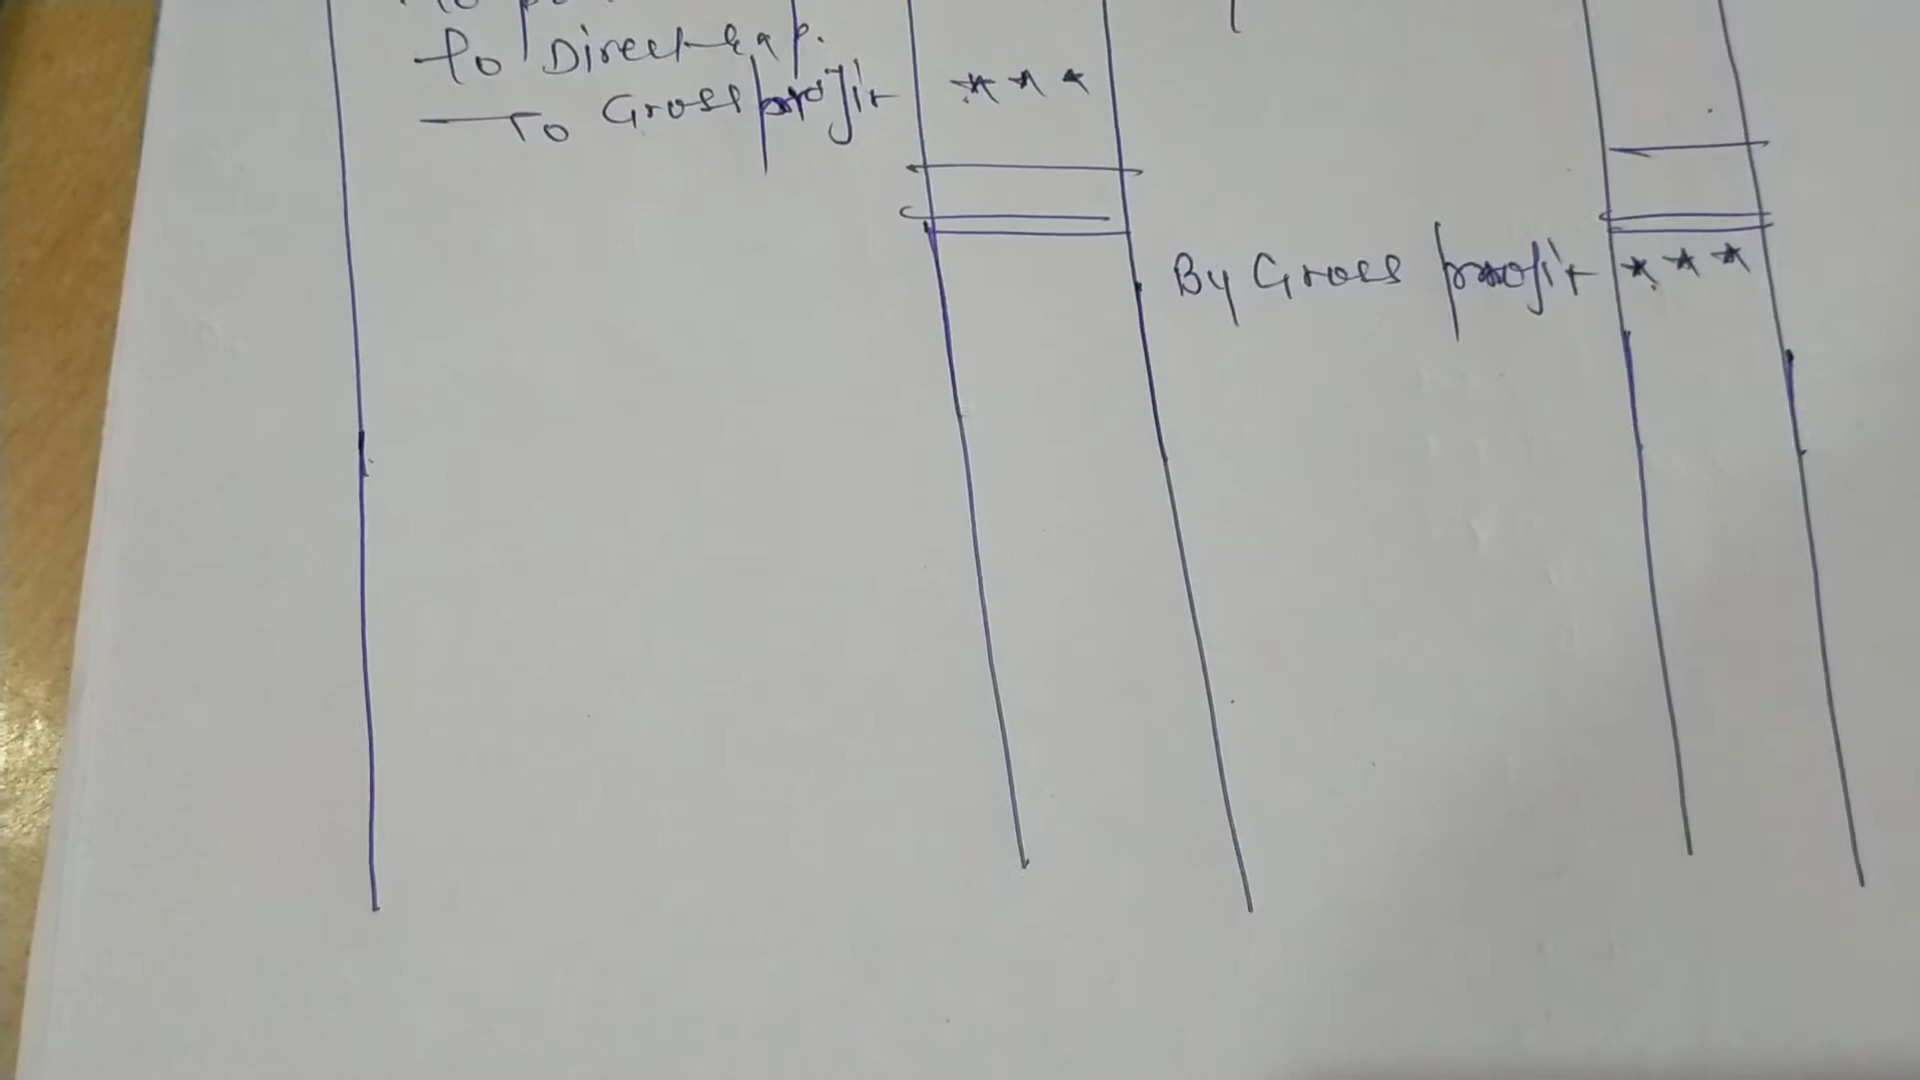 To Direct Exp.
To Gross profit ***
By Gross profit ***